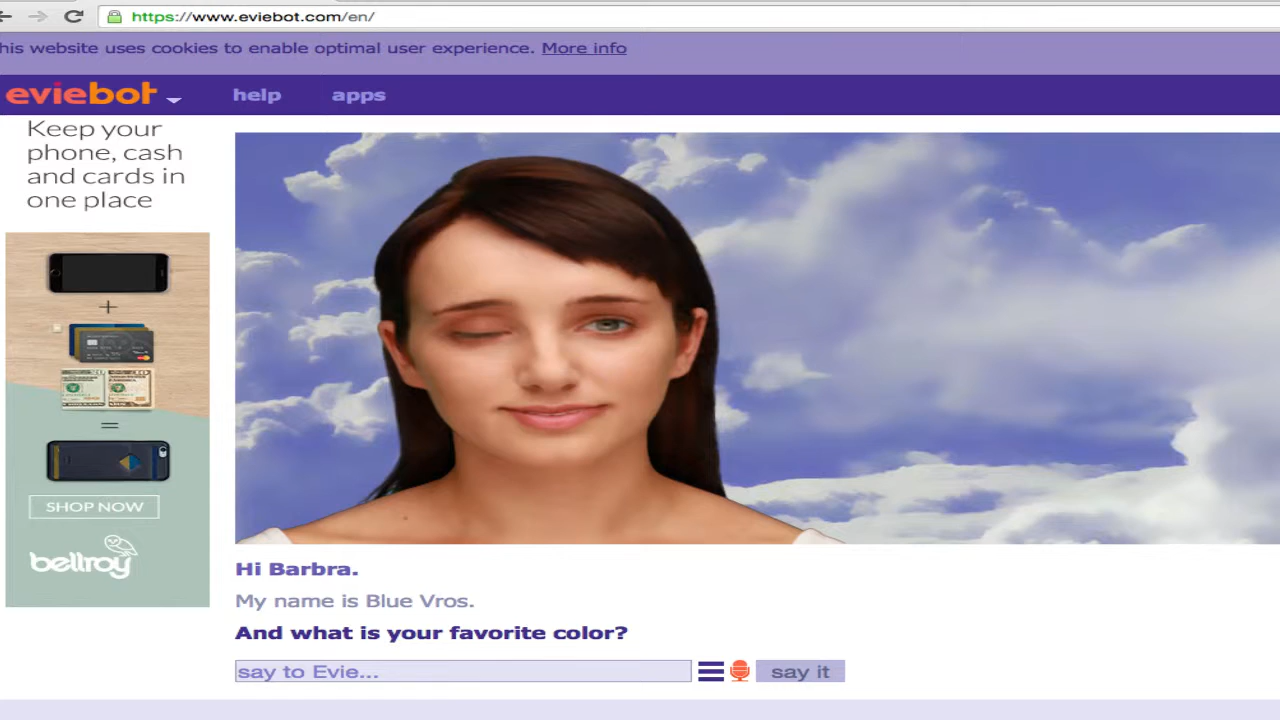 https://www.eviebot.com/en/
his website uses cookies to enable optimal user experience. More info
eviebot
help
apps
Keep your
phone, cash
and cards in
one place
+
=
SHOP NOW
bellroy
Hi Barbra.
My name is Blue Vros.
And what is your favorite color?
say to Evie...
say it